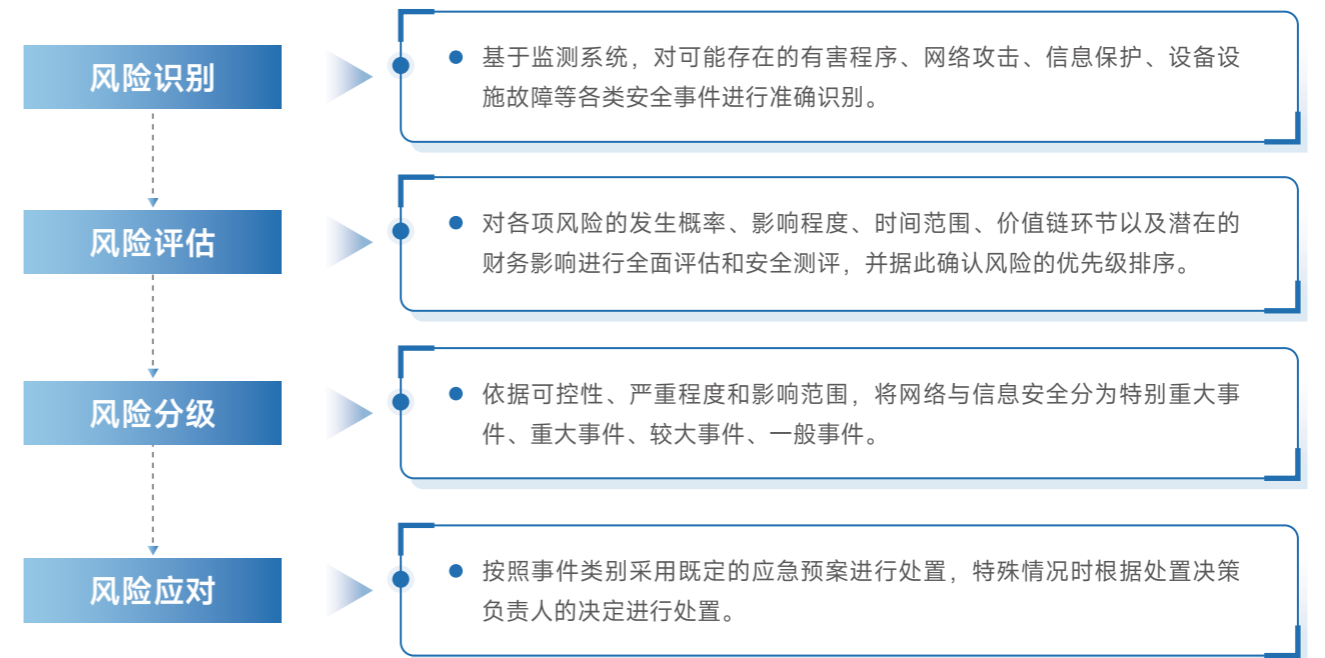 风险识别
基于监测系统，对可能存在的有害程序、网络攻击、信息保护、设备设
施故障等各类安全事件进行准确识别。
风险评估
对各项风险的发生概率、影响程度、时间范围、价值链环节以及潜在的
财务影响进行全面评估和安全测评，并据此确认风险的优先级排序。
风险分级
依据可控性、严重程度和影响范围，将网络与信息安全分为特别重大事
件、重大事件、较大事件、一般事件。
风险应对
按照事件类别采用既定的应急预案进行处置，特殊情况时根据处置决策
负责人的决定进行处置。